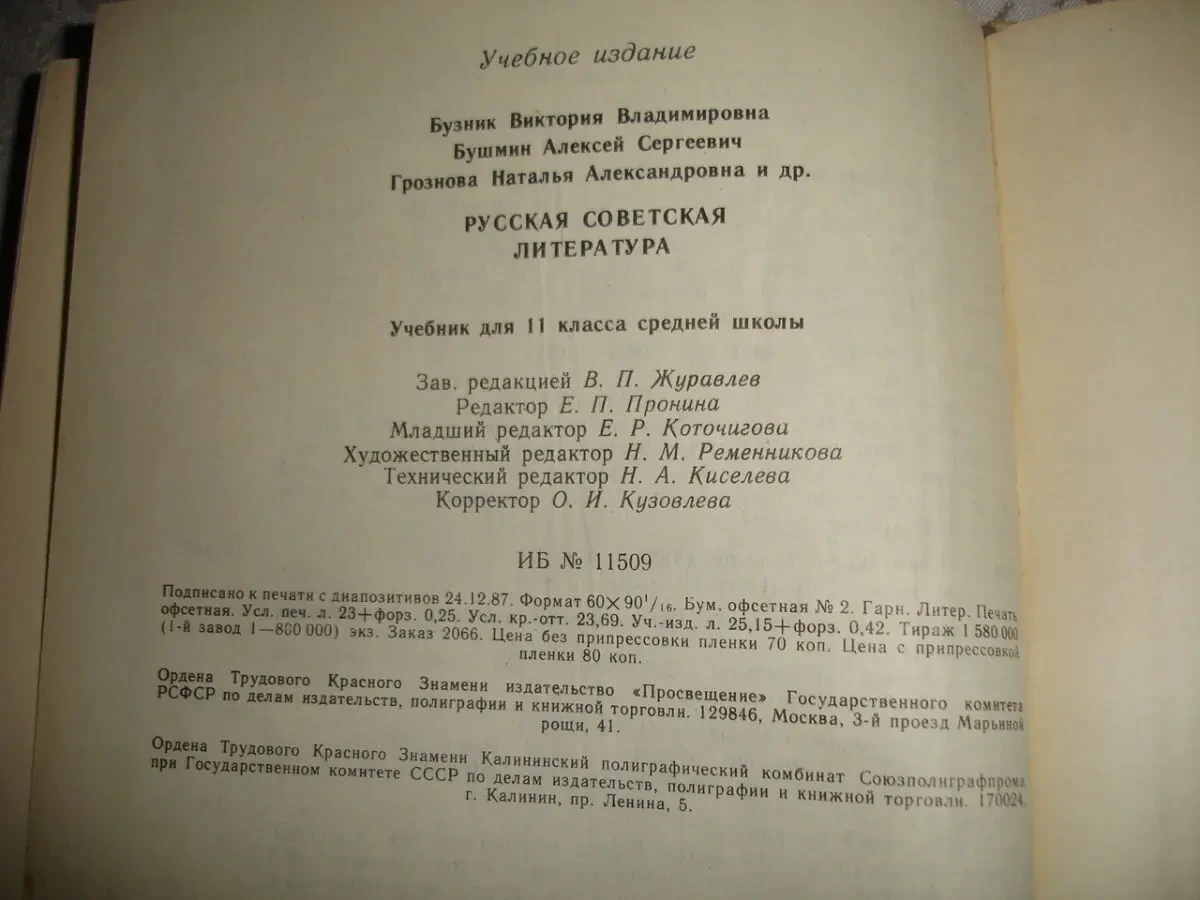 Учебное издание
Бузник Виктория Владимировна
Бушмин Алексей Сергеевич
Грознова Наталья Александровна и др.
РУССКАЯ СОВЕТСКАЯ
ЛИТЕРАТУРА
Учебник для 11 класса средней школы
Зав. редакцией В. П. Журавлев
Редактор Е. П. Пронина
Младший редактор Е. Р. Коточигова
Художественный редактор Н. М. Ременникова
Технический редактор Н. А. Киселева
Корректор О. И. Кузовлева
ИБ № 11509
Подписано к печати с диапозитивов 24.12.87. Формат 60×90¹/₁₆. Бум. офсетная № 2. Гарн. Литер. Печать
офсетная. Усл. печ. л. 23+форз. 0,25. Усл. кр.-отт. 23,69. Уч.-изд. л. 25,15+форз. 0,42. Тираж 1 580 000
(1-й завод 1—800 000) экз. Заказ 2066. Цена без припрессовки пленки 70 коп. Цена с припрессовкой
пленки 80 коп.
Ордена Трудового Красного Знамени издательство «Просвещение» Государственного комитета
РСФСР по делам издательств, полиграфии и книжной торговли. 129846, Москва, 3-й проезд Марьиной
рощи, 41.
Ордена Трудового Красного Знамени Калининский полиграфический комбинат Союзполиграфпрома
при Государственном комитете СССР по делам издательств, полиграфии и книжной торговли. 170024,
г. Калинин, пр. Ленина, 5.